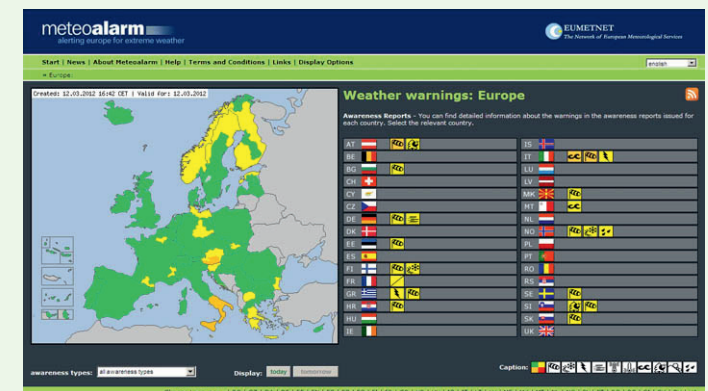 meteoalarm
alerting europe for extreme weather
EUMETNET
The Network of European Meteorological Services
Start | News | About Meteoalarm | Help | Terms and Conditions | Links | Display Options
english
» Europe:
Created: 12.03.2012 16:42 CET | Valid for: 12.03.2012
Weather warnings: Europe
Awareness Reports - You can find detailed information about the warnings in the awareness reports issued for
each country. Select the relevant country.
AT
IS
BE
IT
BG
LU
CH
LV
CY
MK
CZ
MT
DE
NL
DK
NO
EE
PL
ES
PT
FI
RO
FR
RS
GR
SE
HR
SI
HU
SK
IE
UK
awareness types:
all awareness types
Display:
today
tomorrow
Caption: